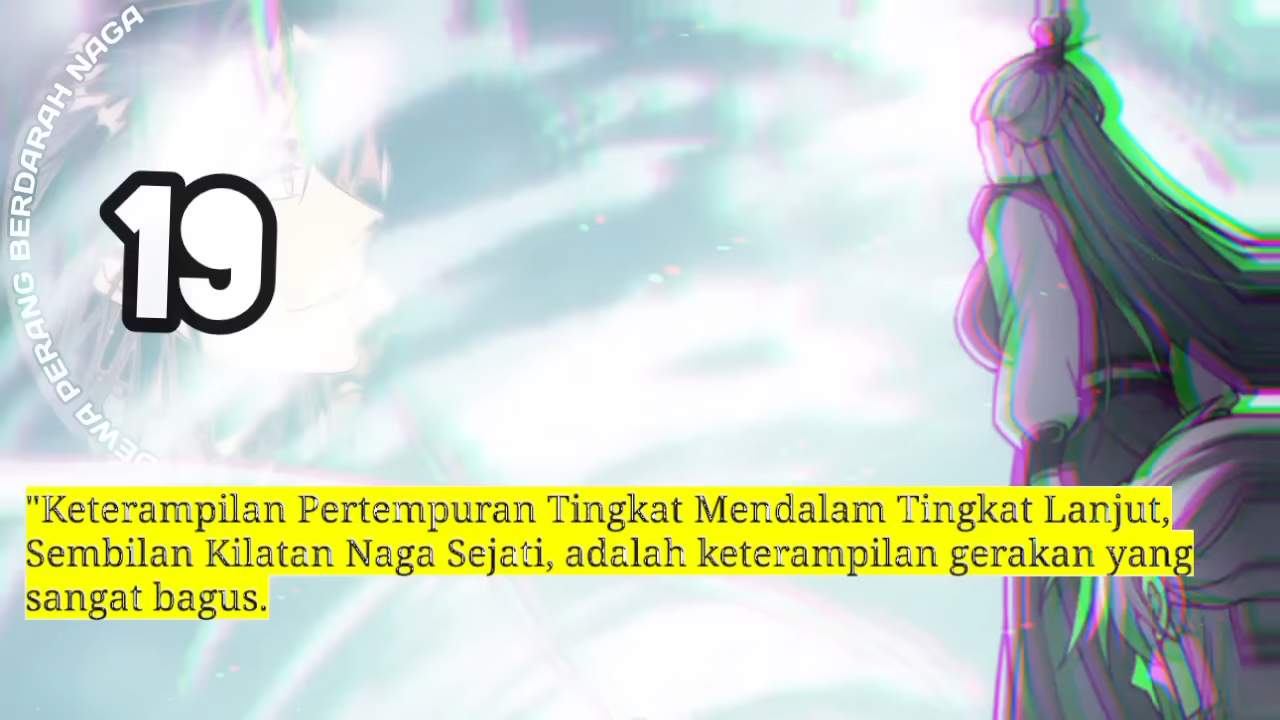 DEWA PERANG BERDARAH NAGA
19
"Keterampilan Pertempuran Tingkat Mendalam Tingkat Lanjut,
Sembilan Kilatan Naga Sejati, adalah keterampilan gerakan yang
sangat bagus.